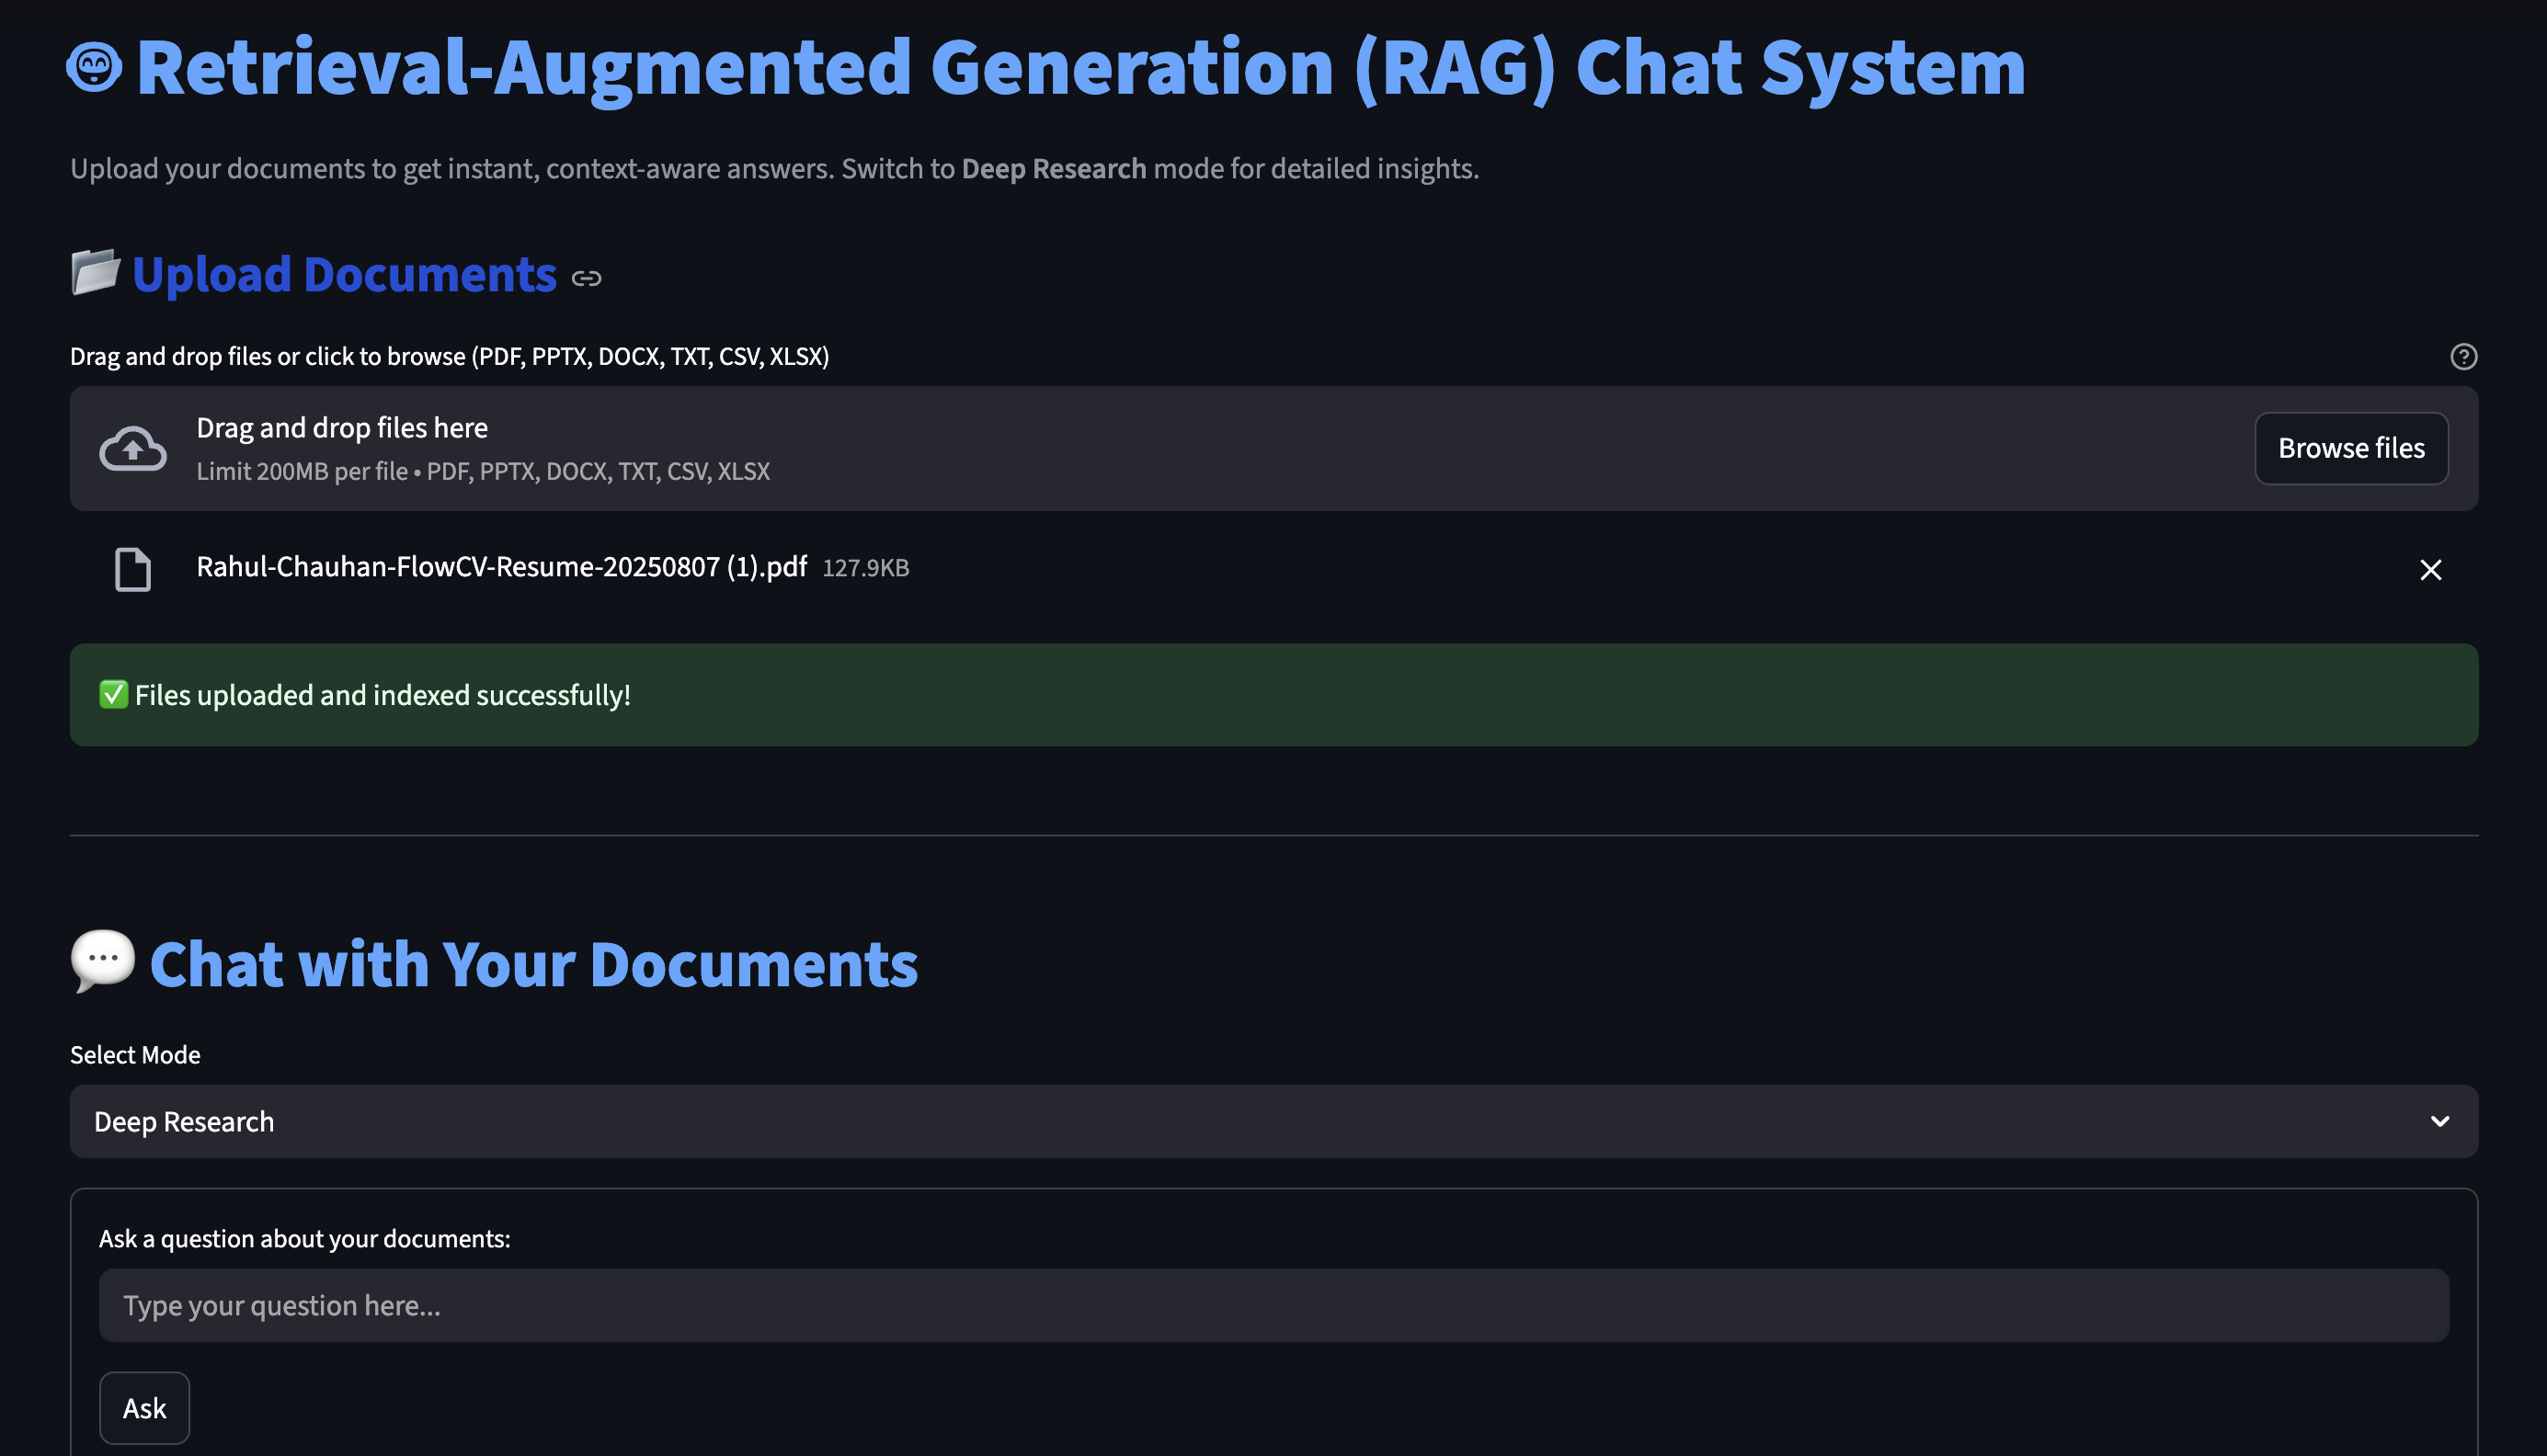 Retrieval-Augmented Generation (RAG) Chat System
Upload your documents to get instant, context-aware answers. Switch to Deep Research mode for detailed insights.
Upload Documents
Drag and drop files or click to browse (PDF, PPTX, DOCX, TXT, CSV, XLSX)
Drag and drop files here
Limit 200MB per file • PDF, PPTX, DOCX, TXT, CSV, XLSX
Browse files
Rahul-Chauhan-FlowCV-Resume-20250807 (1).pdf 127.9KB
✅ Files uploaded and indexed successfully!
Chat with Your Documents
Select Mode
Deep Research
Ask a question about your documents:
Type your question here...
Ask